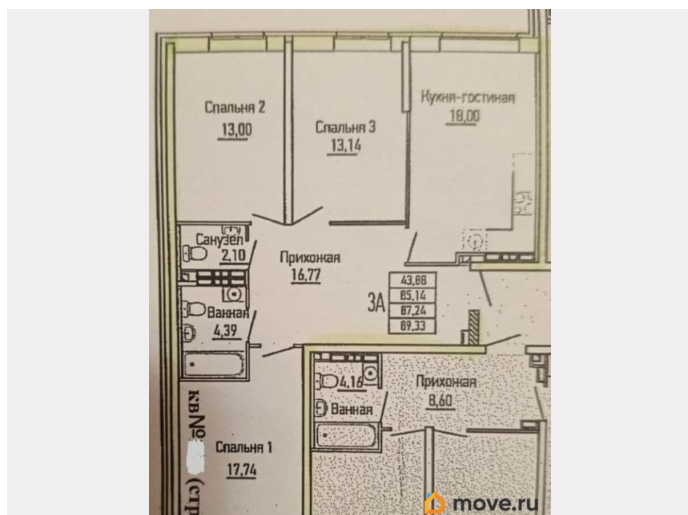 Спальня 2
13,00
Спальня 3
13,14
Кухня-гостиная
18,00
Санузел
2,10
Прихожая
16,77
3А
43,88
85,14
87,24
89,33
Ванная
4,39
4,16
Ванная
Прихожая
8,60
кв№ (стр
Спальня 1
17,74
move.ru